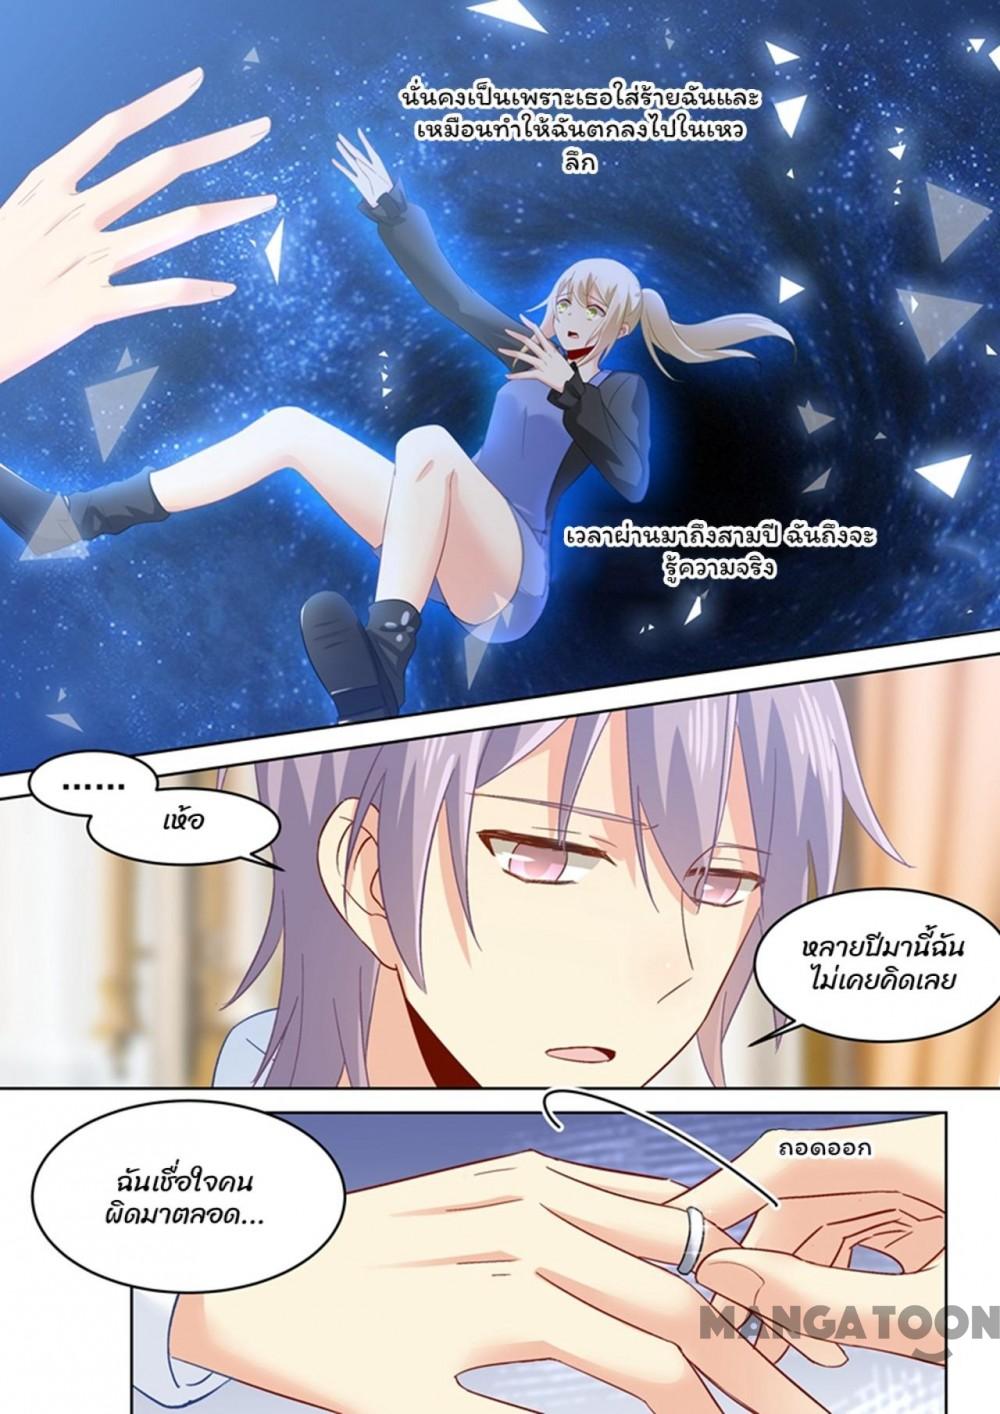 นั่นคงเป็นเพราะเธอใส่ร้ายฉันและ
เหมือนทำให้ฉันตกลงไปในเหว
ลึก
เวลาผ่านมาถึงสามปี ฉันถึงจะ
รู้ความจริง
......
เห้อ
หลายปีมานี้ฉัน
ไม่เคยคิดเลย
ฉันเชื่อใจคน
ผิดมาตลอด...
ถอดออก
MANGATOON